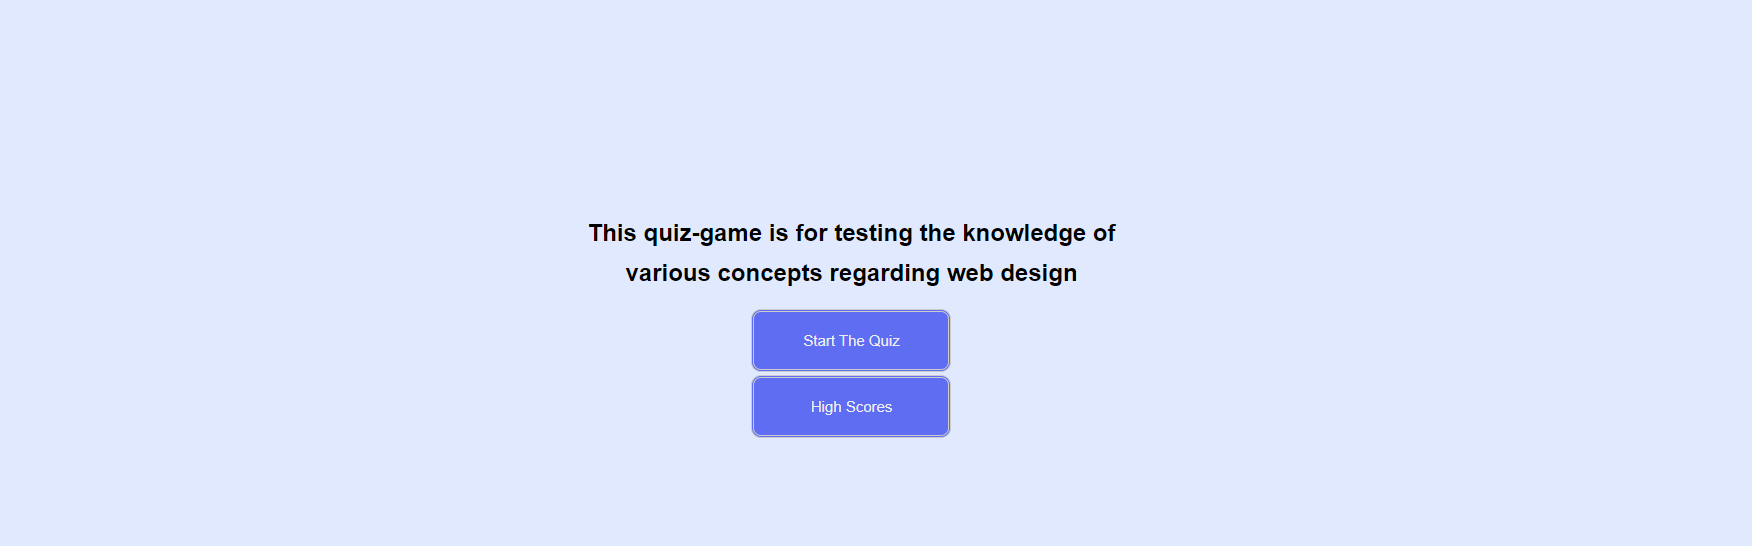 This quiz-game is for testing the knowledge of
various concepts regarding web design
Start The Quiz
High Scores